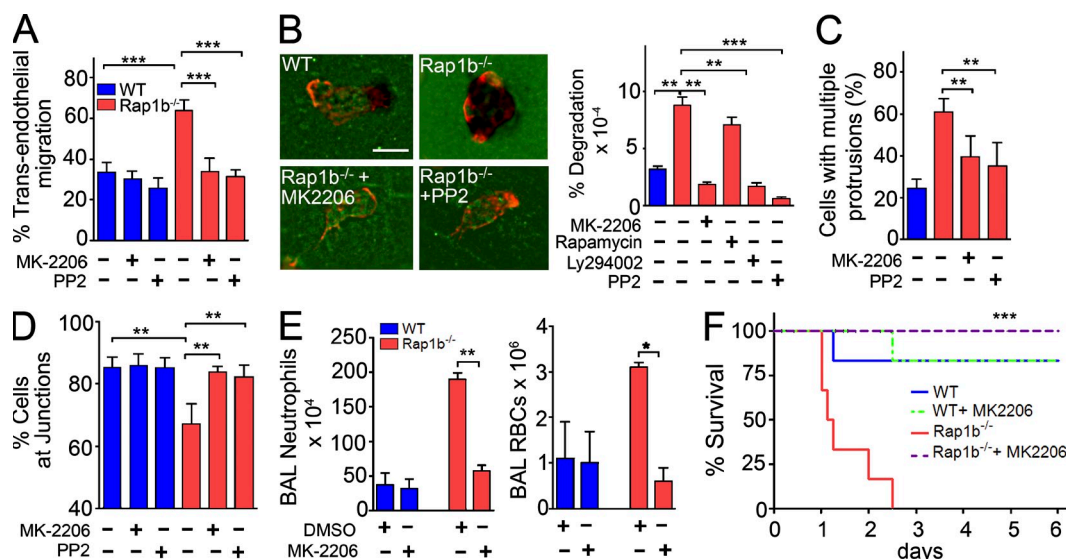 A
% Trans-endothelial
migration
80
60
40
20
0
***
***
***
WT
Rap1b-/-
MK-2206 - + - - + -
PP2 - - + - - +
B
WT
Rap1b-/-
Rap1b-/- +
MK2206
Rap1b-/-
+PP2
% Degradation
x 10-4
10
5
0
***
**
** **
MK-2206 - - + - - -
Rapamycin - - - + - -
Ly294002 - - - - + -
PP2 - - - - - +
C
Cells with multiple
protrusions (%)
80
60
40
20
0
**
**
MK-2206 - - + -
PP2 - - - +
D
% Cells
at Junctions
100
80
80
60
40
**
**
**
MK-2206 - + - - + -
PP2 - - + - - +
E
WT
Rap1b-/-
BAL Neutrophils
x 104
250
200
150
100
50
0
**
BAL RBCs x 106
4
3
2
1
0
*
DMSO + - + - + - + -
MK-2206 - + - + - + - +
F
% Survival
100
75
50
25
0
***
WT
WT+ MK2206
Rap1b-/-
Rap1b-/-+ MK2206
0 1 2 3 4 5 6
days